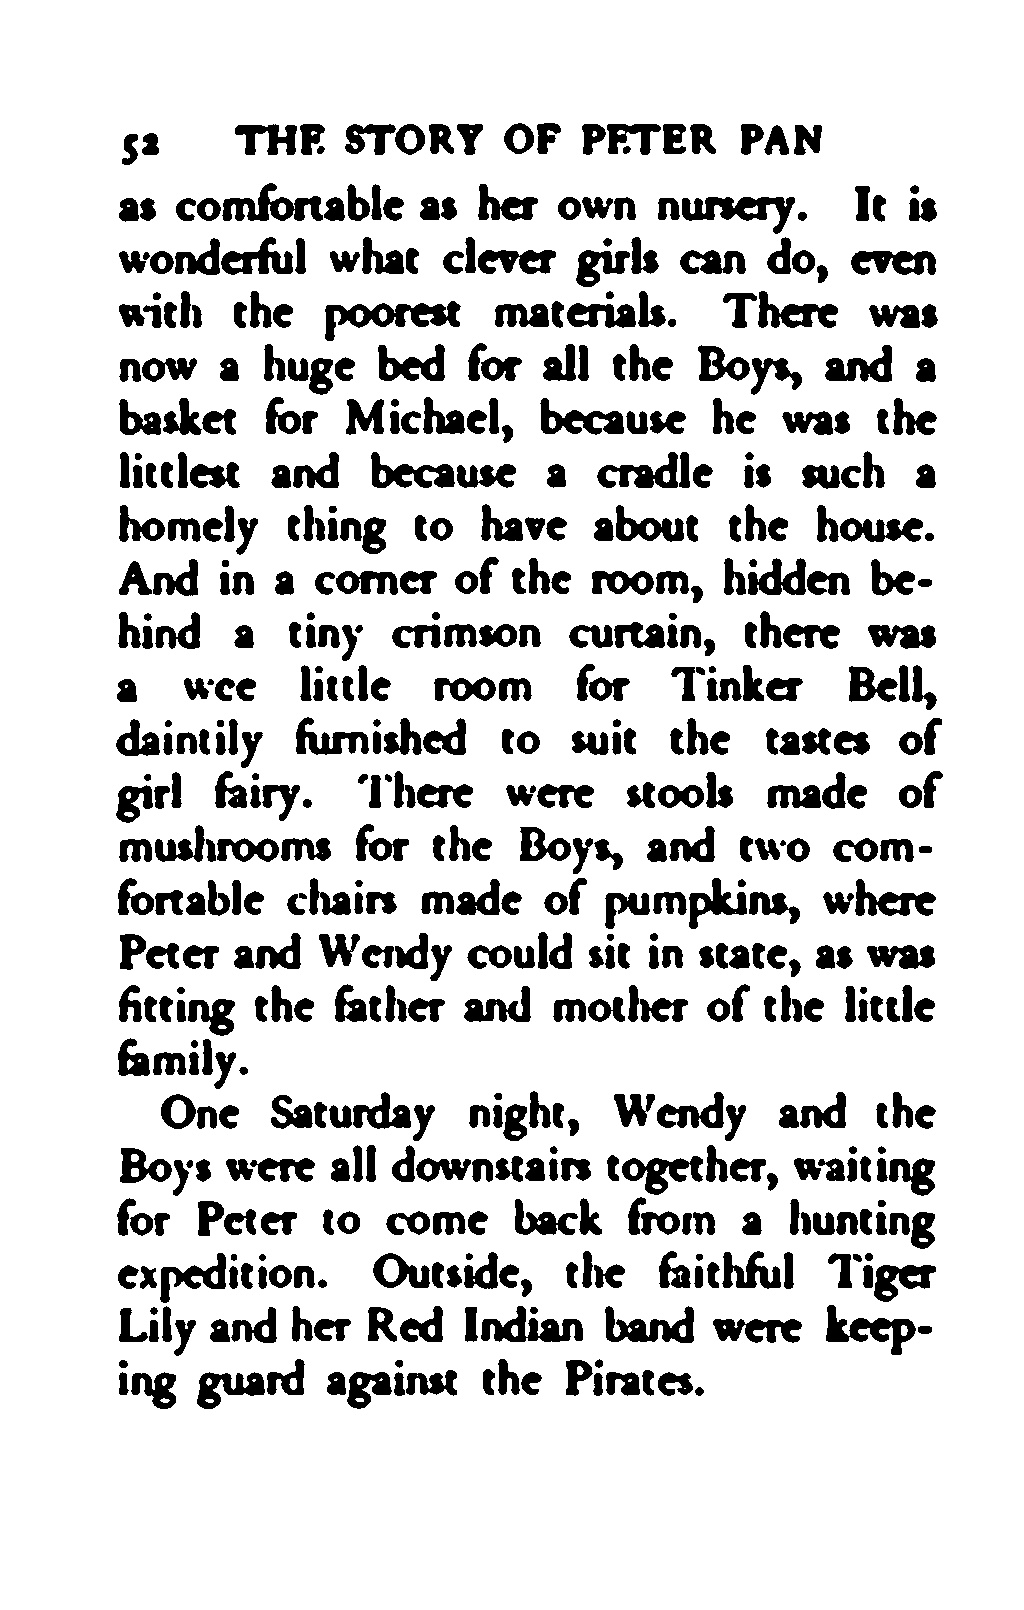 52 THE STORY OF PETER PAN
as comfortable as her own nursery. It is
wonderful what clever girls can do, even
with the poorest materials. There was
now a huge bed for all the Boys, and a
basket for Michael, because he was the
littlest and because a cradle is such a
homely thing to have about the house.
And in a corner of the room, hidden be-
hind a tiny crimson curtain, there was
a wee little room for Tinker Bell,
daintily furnished to suit the tastes of
girl fairy. There were stools made of
mushrooms for the Boys, and two com-
fortable chairs made of pumpkins, where
Peter and Wendy could sit in state, as was
fitting the father and mother of the little
family.
One Saturday night, Wendy and the
Boys were all downstairs together, waiting
for Peter to come back from a hunting
expedition. Outside, the faithful Tiger
Lily and her Red Indian band were keep-
ing guard against the Pirates.